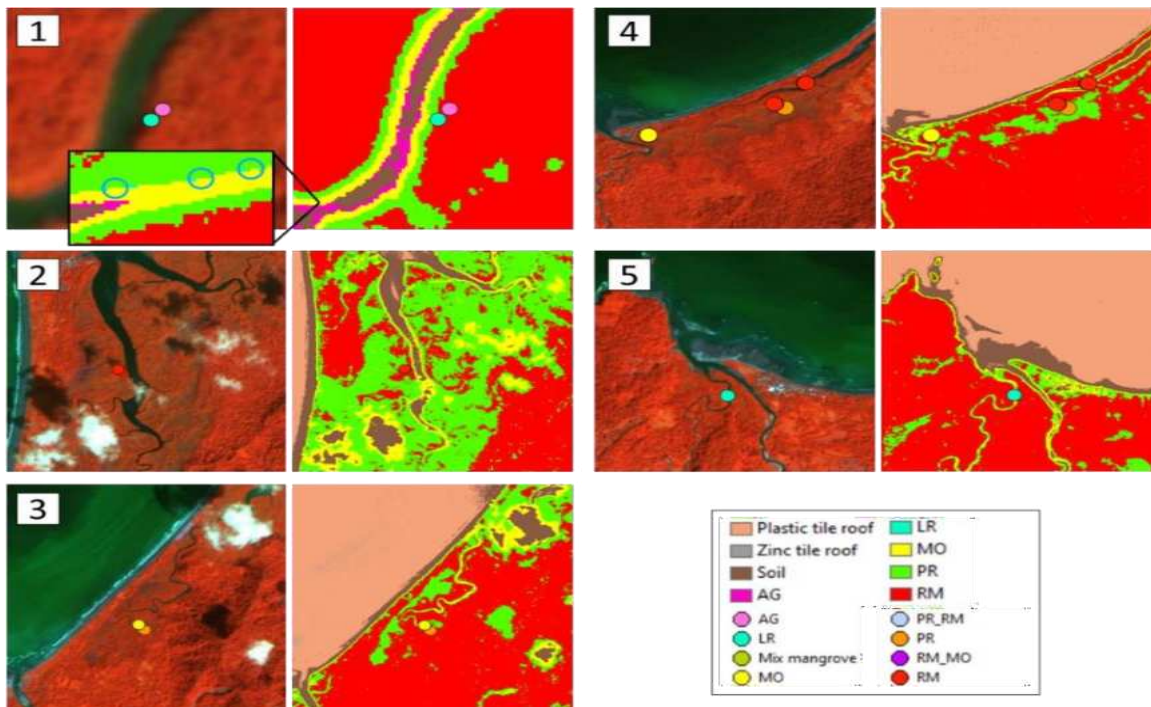 1
4
2
5
3
Plastic tile roof
LR
Zinc tile roof
MO
Soil
PR
AG
RM
AG
PR_RM
LR
PR
Mix mangrove
RM_MO
MO
RM